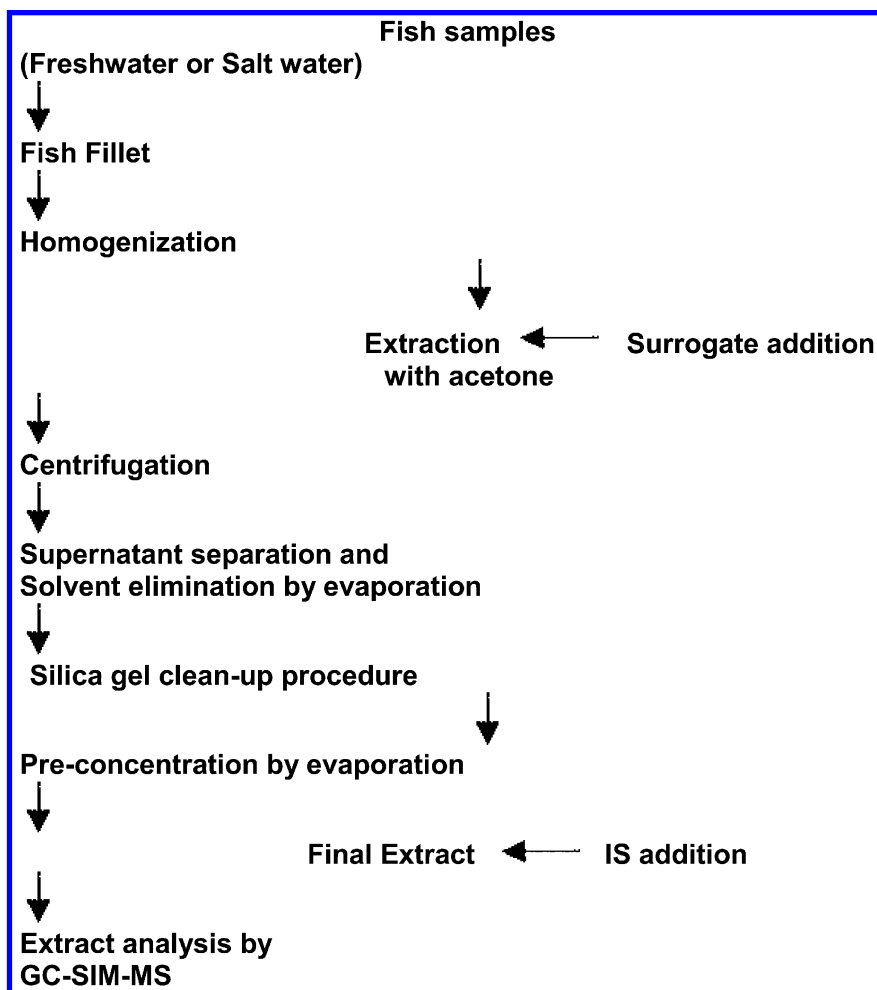 Fish samples
(Freshwater or Salt water)
Fish Fillet
Homogenization
Extraction Surrogate addition
with acetone
Centrifugation
Supernatant separation and
Solvent elimination by evaporation
Silica gel clean-up procedure
Pre-concentration by evaporation
Final Extract IS addition
Extract analysis by
GC-SIM-MS